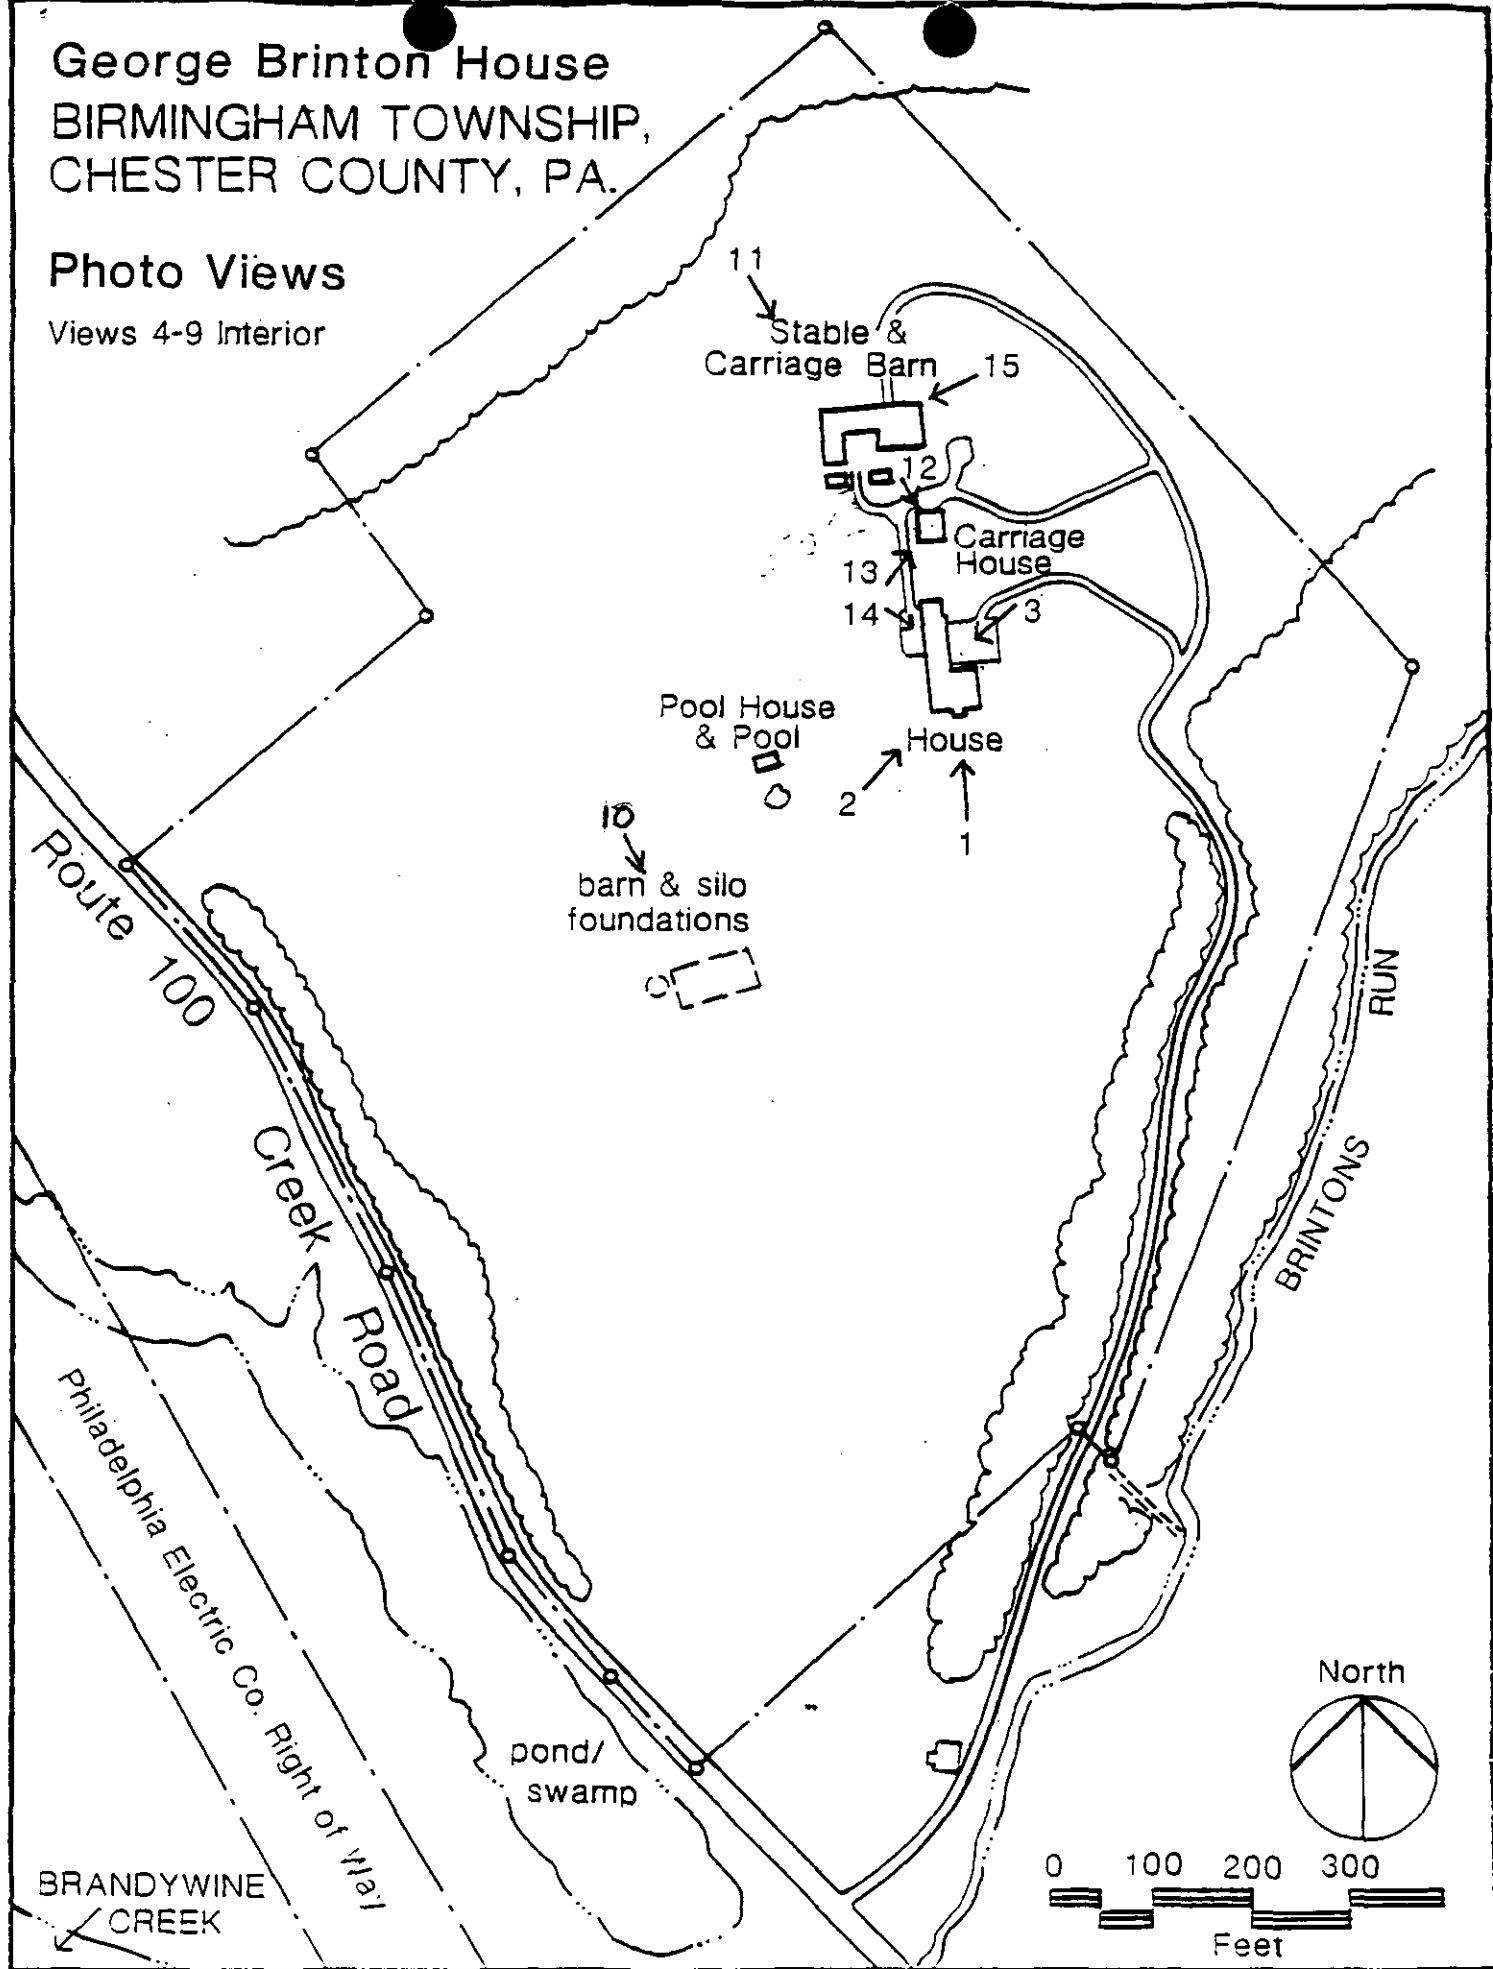 George Brinton House
BIRMINGHAM TOWNSHIP,
CHESTER COUNTY, PA.
Photo Views
Views 4-9 Interior
11
Stable &
Carriage Barn
15
12
Carriage
House
13
14
3
Pool House
& Pool
House
2
1
10
barn & silo
foundations
Route 100
Creek Road
RUN
BRINTONS
Philadelphia Electric Co. Right of Way
pond/
swamp
BRANDYWINE
CREEK
North
0 100 200 300
Feet